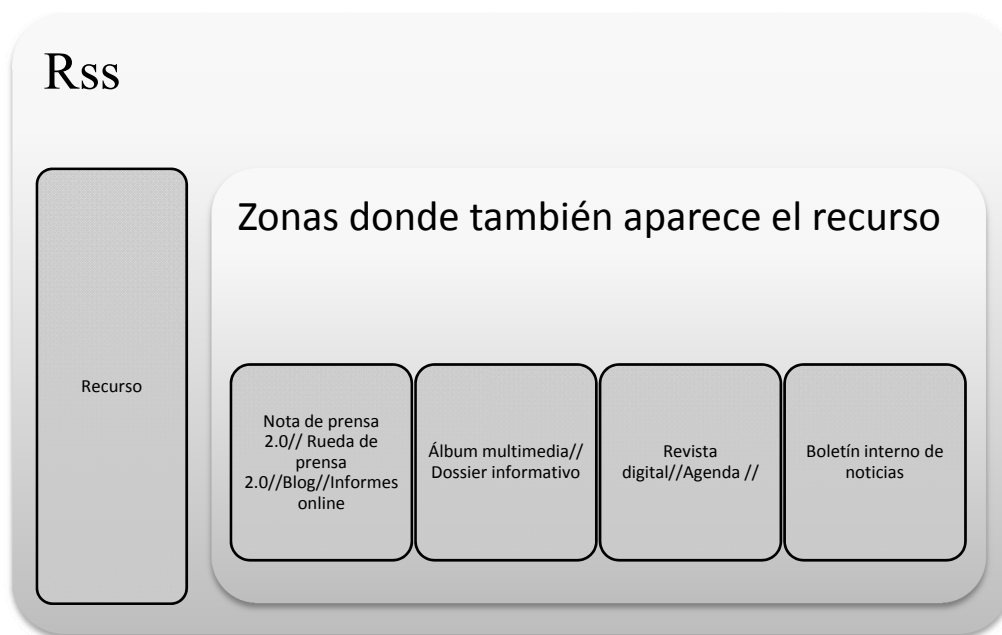 Rss
Zonas donde también aparece el recurso
Recurso
Nota de prensa
2.0// Rueda de
prensa
2.0//Blog//Informes
online
Álbum multimedia//
Dossier informativo
Revista
digital//Agenda //
Boletín interno de
noticias